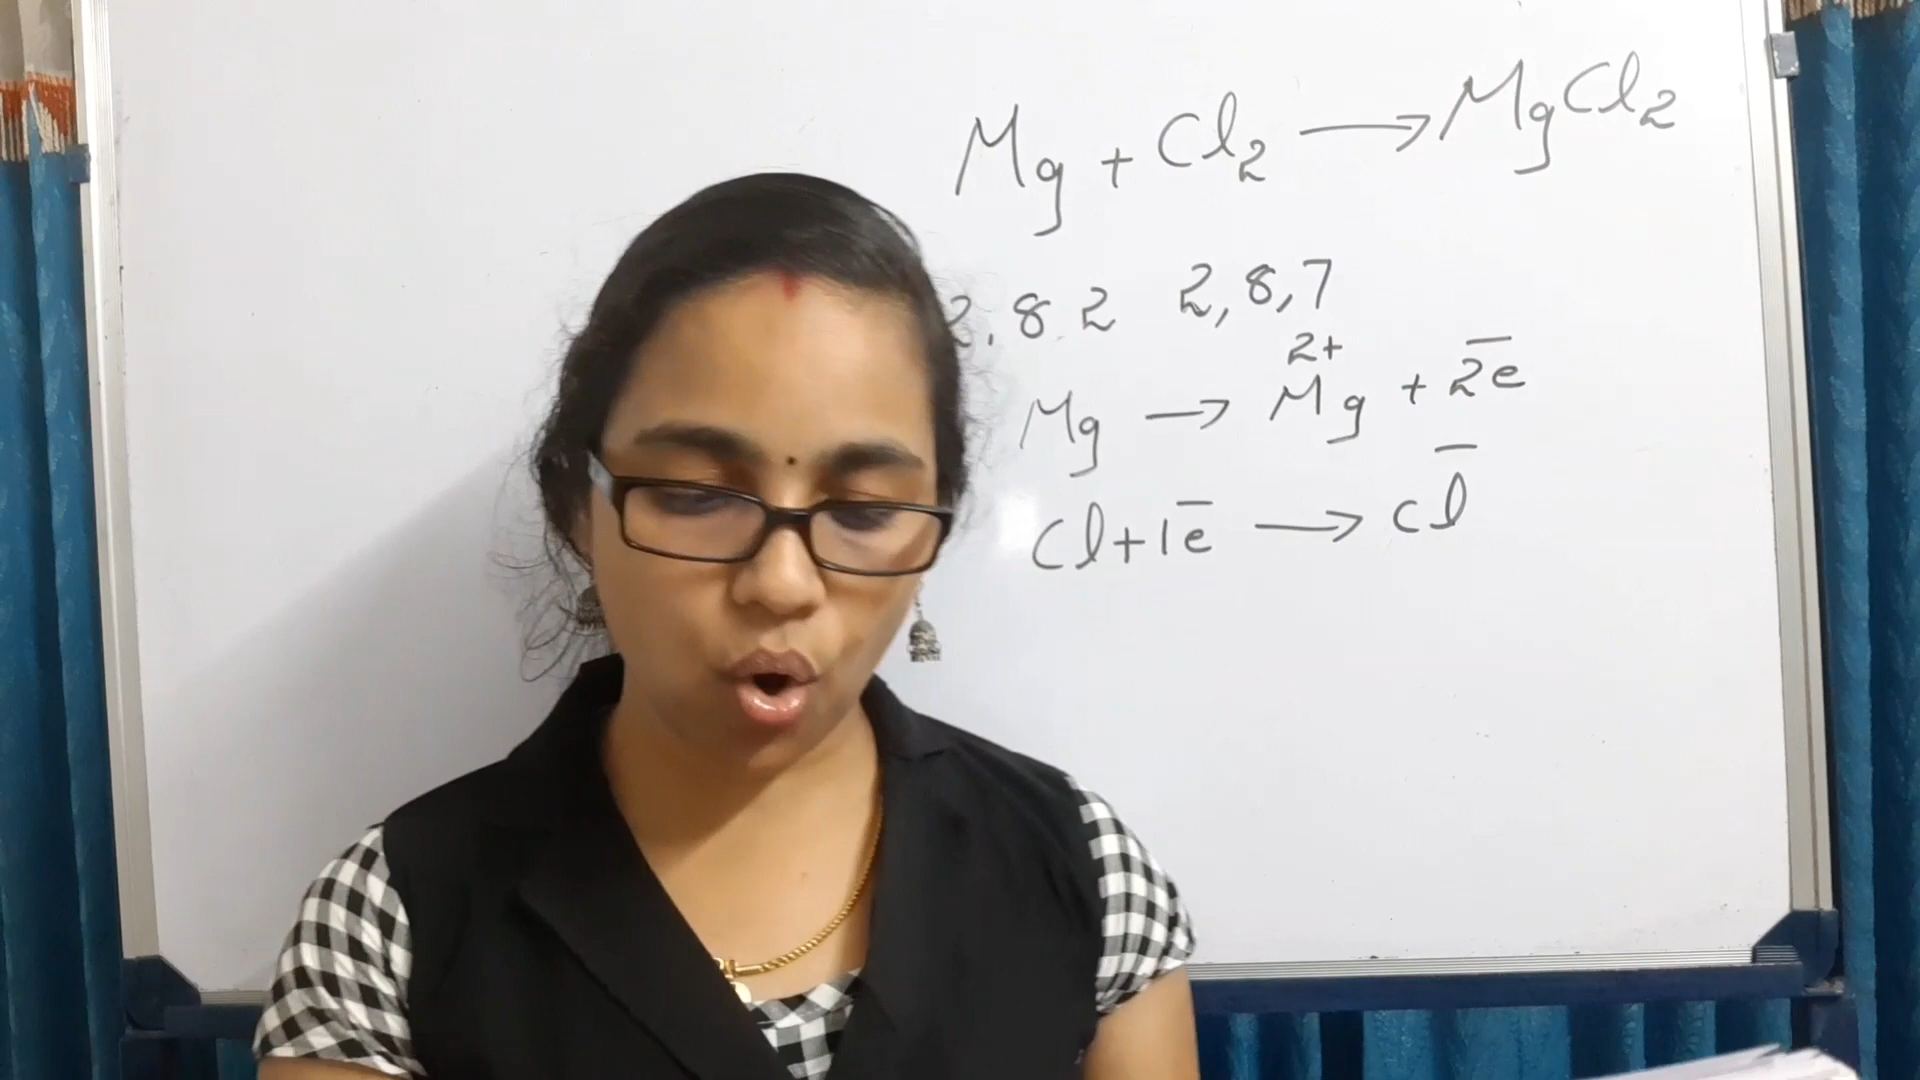 Mg + Cl₂ → MgCl₂
2, 8 2 2, 8, 7
Mg → Mg²⁺ + 2e⁻
Cl + 1e⁻ → Cl⁻